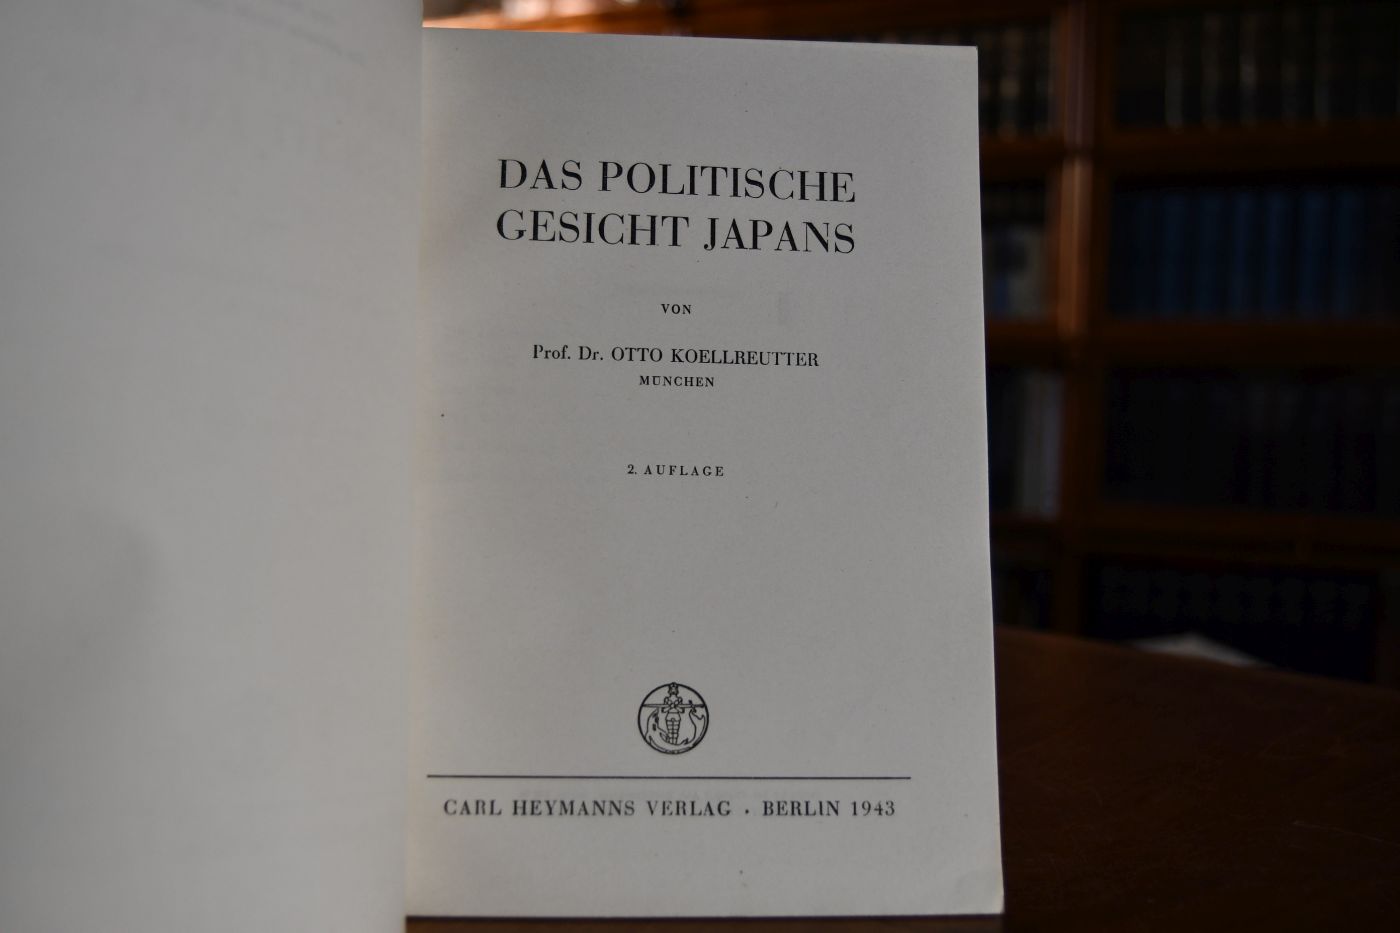 DAS POLITISCHE
GESICHT JAPANS
VON
Prof. Dr. OTTO KOELLREUTTER
MÜNCHEN
2. AUFLAGE
CARL HEYMANNS VERLAG · BERLIN 1943